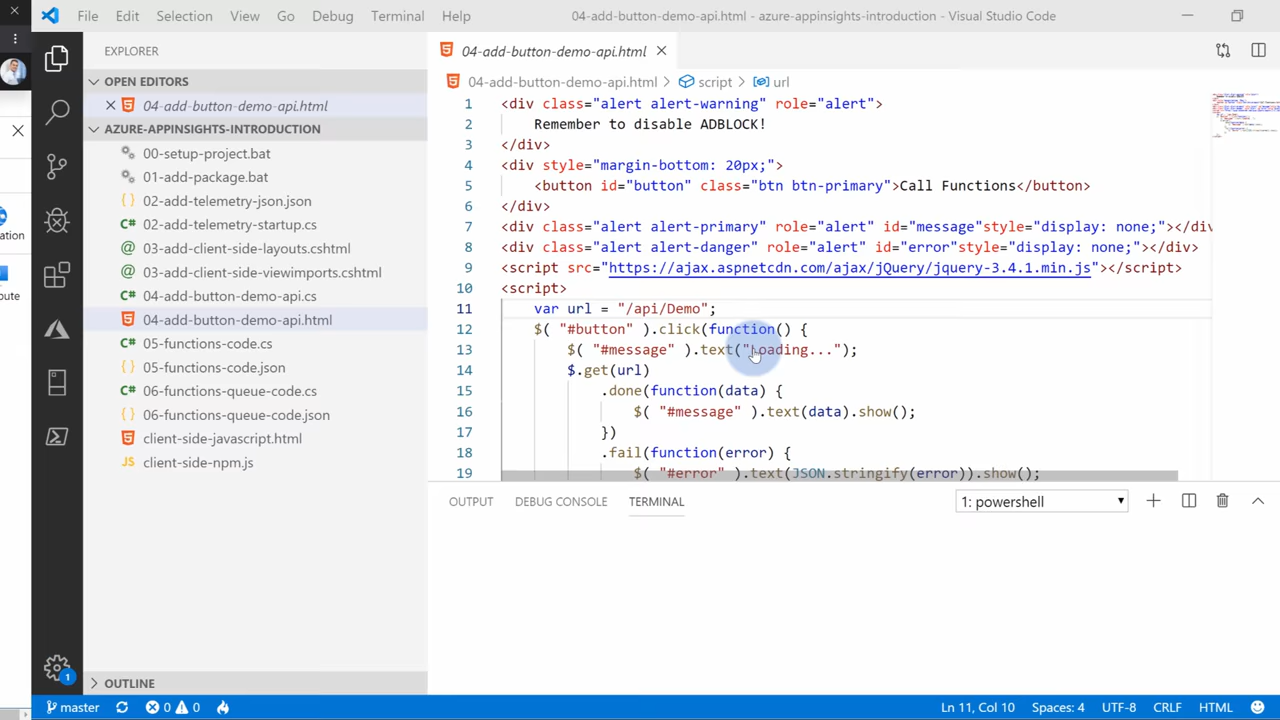 File Edit Selection View Go Debug Terminal Help 04-add-button-demo-api.html - azure-appinsights-introduction - Visual Studio Code
EXPLORER
OPEN EDITORS
04-add-button-demo-api.html
AZURE-APPINSIGHTS-INTRODUCTION
00-setup-project.bat
01-add-package.bat
02-add-telemetry-json.json
02-add-telemetry-startup.cs
03-add-client-side-layouts.cshtml
03-add-client-side-viewimports.cshtml
04-add-button-demo-api.cs
04-add-button-demo-api.html
05-functions-code.cs
05-functions-code.json
06-functions-queue-code.cs
06-functions-queue-code.json
client-side-javascript.html
client-side-npm.js
OUTLINE
04-add-button-demo-api.html
04-add-button-demo-api.html > script > url
1 <div class="alert alert-warning" role="alert">
2 Remember to disable ADBLOCK!
3 </div>
4 <div style="margin-bottom: 20px;">
5 <button id="button" class="btn btn-primary">Call Functions</button>
6 </div>
7 <div class="alert alert-primary" role="alert" id="message"style="display: none;"></div
8 <div class="alert alert-danger" role="alert" id="error"style="display: none;"></div>
9 <script src="https://ajax.aspnetcdn.com/ajax/jQuery/jquery-3.4.1.min.js"></script>
10 <script>
11 var url = "/api/Demo";
12 $( "#button" ).click(function() {
13 $( "#message" ).text("Loading...");
14 $.get(url)
15 .done(function(data) {
16 $( "#message" ).text(data).show();
17 })
18 .fail(function(error) {
19 $( "#error" ).text(JSON.stringify(error)).show();
OUTPUT DEBUG CONSOLE TERMINAL 1: powershell
ation
pute
1
master 0 0 Ln 11, Col 10 Spaces: 4 UTF-8 CRLF HTML